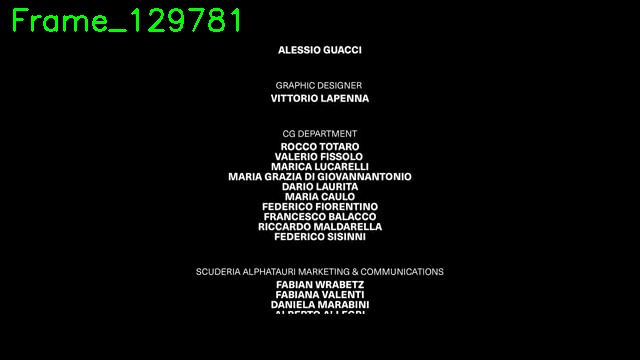 Frame_129781
ALESSIO GUACCI
GRAPHIC DESIGNER
VITTORIO LAPENNA
CG DEPARTMENT
ROCCO TOTARO
VALERIO FISSOLO
MARICA LUCARELLI
MARIA GRAZIA DI GIOVANNANTONIO
DARIO LAURITA
MARIA CAULO
FEDERICO FIORENTINO
FRANCESCO BALACCO
RICCARDO MALDARELLA
FEDERICO SISINNI
SCUDERIA ALPHATAURI MARKETING & COMMUNICATIONS
FABIAN WRABETZ
FABIANA VALENTI
DANIELA MARABINI
ALBERTO ALLEGRI